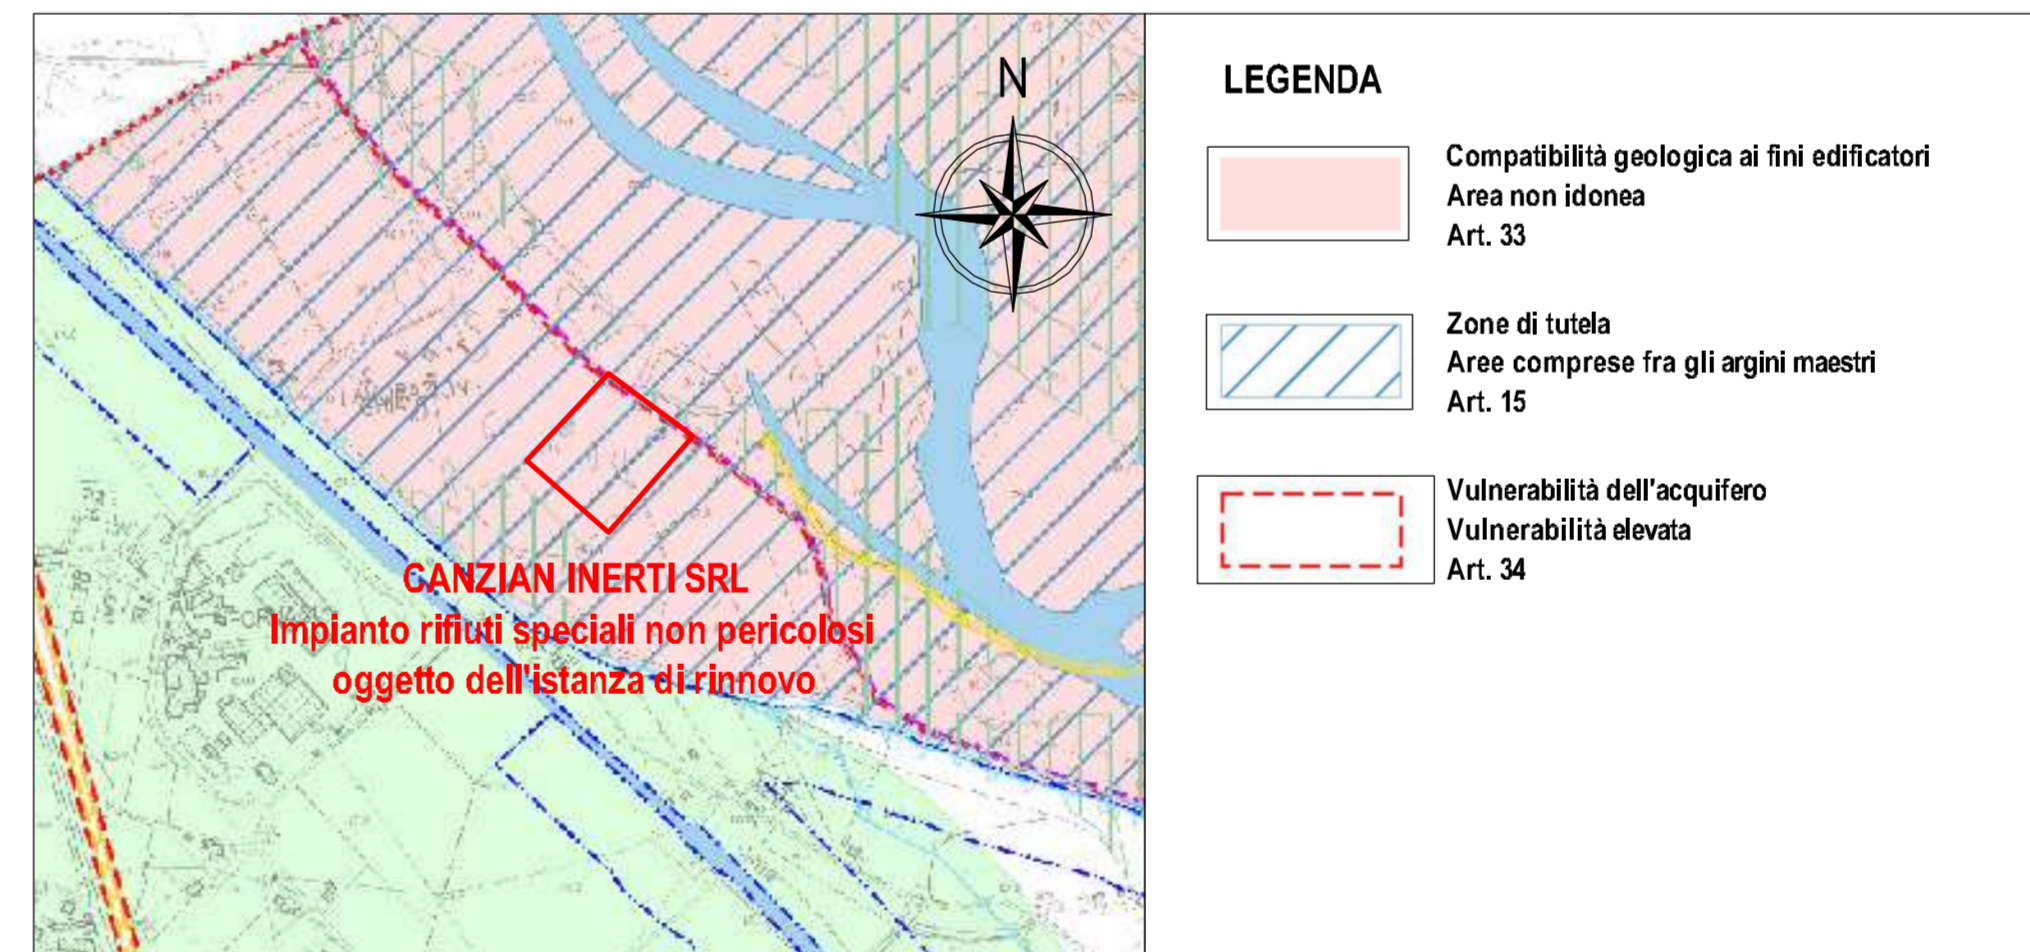 N
CANZIAN INERTI SRL
Impianto rifiuti speciali non pericolosi
oggetto dell'istanza di rinnovo
LEGENDA
Compatibilità geologica ai fini edificatori
Area non idonea
Art. 33
Zone di tutela
Aree comprese fra gli argini maestri
Art. 15
Vulnerabilità dell'acquifero
Vulnerabilità elevata
Art. 34